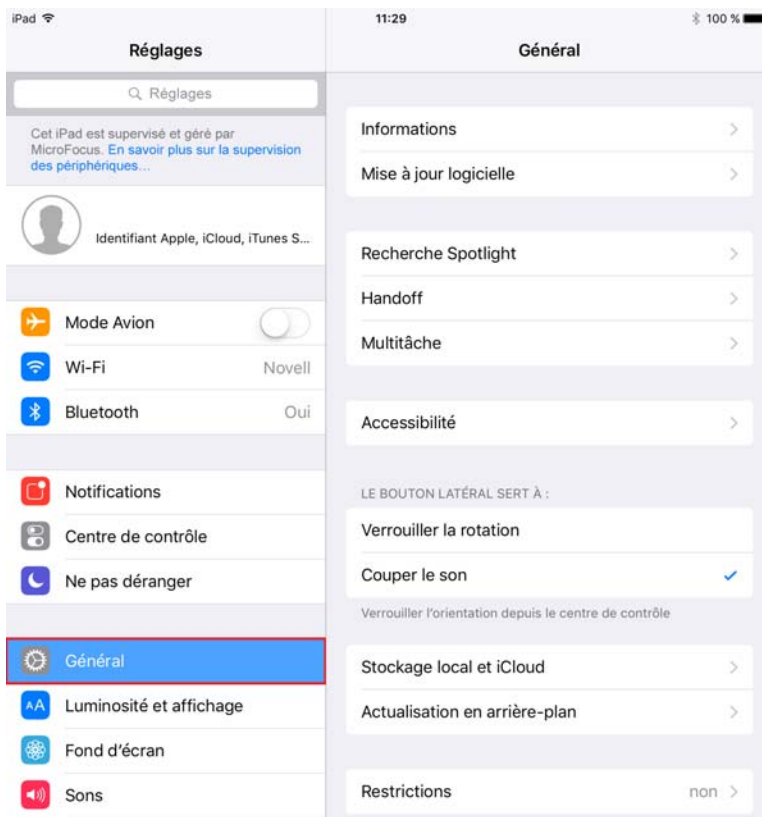 iPad
11:29
100 %
Réglages
Réglages
Cet iPad est supervisé et géré par
MicroFocus. En savoir plus sur la supervision
des périphériques...
Identifiant Apple, iCloud, iTunes S...
Mode Avion
Wi-Fi Novell
Bluetooth Oui
Notifications
Centre de contrôle
Ne pas déranger
Général
AA Luminosité et affichage
Fond d'écran
Sons
Général
Informations
Mise à jour logicielle
Recherche Spotlight
Handoff
Multitâche
Accessibilité
LE BOUTON LATÉRAL SERT À :
Verrouiller la rotation
Couper le son
Verrouiller l'orientation depuis le centre de contrôle
Stockage local et iCloud
Actualisation en arrière-plan
Restrictions non